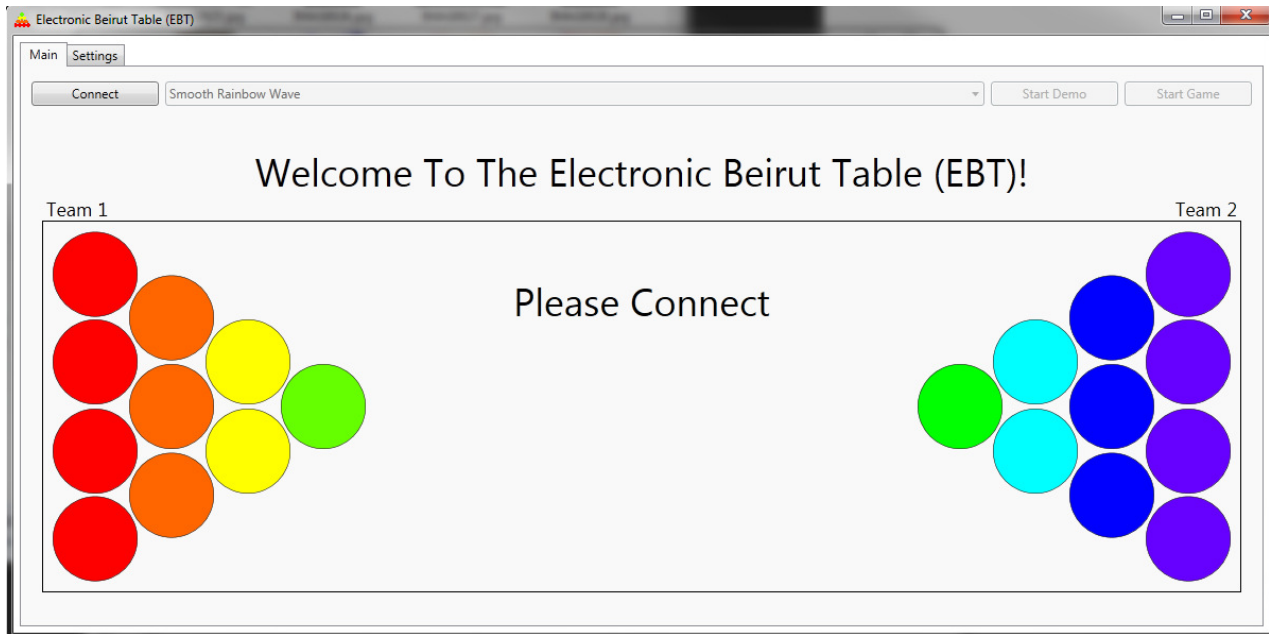 Electronic Beirut Table (EBT)
Main Settings
Connect Smooth Rainbow Wave Start Demo Start Game
Welcome To The Electronic Beirut Table (EBT)!
Team 1 Team 2
Please Connect